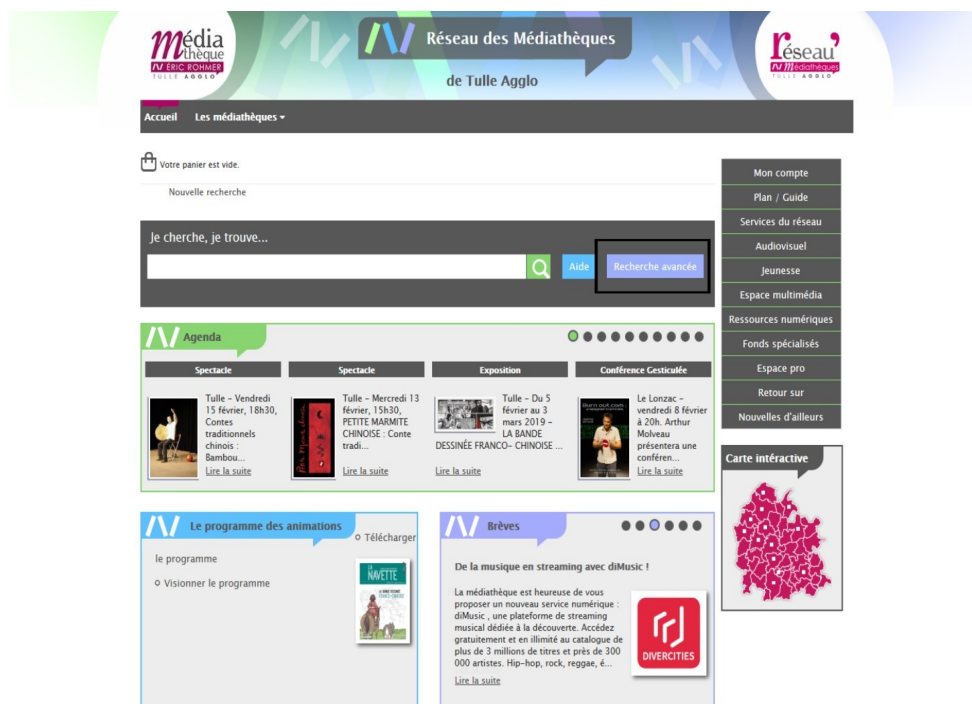 Médiathèque
ÉRIC ROHMER
TULLE AGGLO
Réseau des Médiathèques
de Tulle Agglo
réseau
Médiathèques
TULLE AGGLO
Accueil Les médiathèques
Votre panier est vide.
Nouvelle recherche
Je cherche, je trouve...
Aide Recherche avancée
Mon compte
Plan / Guide
Services du réseau
Audiovisuel
Jeunesse
Espace multimédia
Ressources numériques
Fonds spécialisés
Espace pro
Retour sur
Nouvelles d'ailleurs
Agenda
Spectacle
Tulle – Vendredi
15 février, 18h30,
Contes
traditionnels
chinois :
Bambou...
Lire la suite
Spectacle
Tulle – Mercredi 13
février, 15h30,
PETITE MARMITE
CHINOISE : Conte
tradi...
Lire la suite
Exposition
Tulle – Du 5
février au 3
mars 2019 –
LA BANDE
DESSINÉE FRANCO– CHINOISE ...
Lire la suite
Conférence Gesticulée
Burn out.com
Le Lonzac –
vendredi 8 février
à 20h. Arthur
Molveau
présentera une
conféren...
Lire la suite
Carte intéractive
Le programme des animations
Télécharger
le programme
Visionner le programme
LA
NAVETTE
Brèves
De la musique en streaming avec diMusic !
La médiathèque est heureuse de vous
proposer un nouveau service numérique :
diMusic , une plateforme de streaming
musical dédiée à la découverte. Accédez
gratuitement et en illimité au catalogue de
plus de 3 millions de titres et près de 300
000 artistes. Hip–hop, rock, reggae, é...
Lire la suite
DIVERCITIES